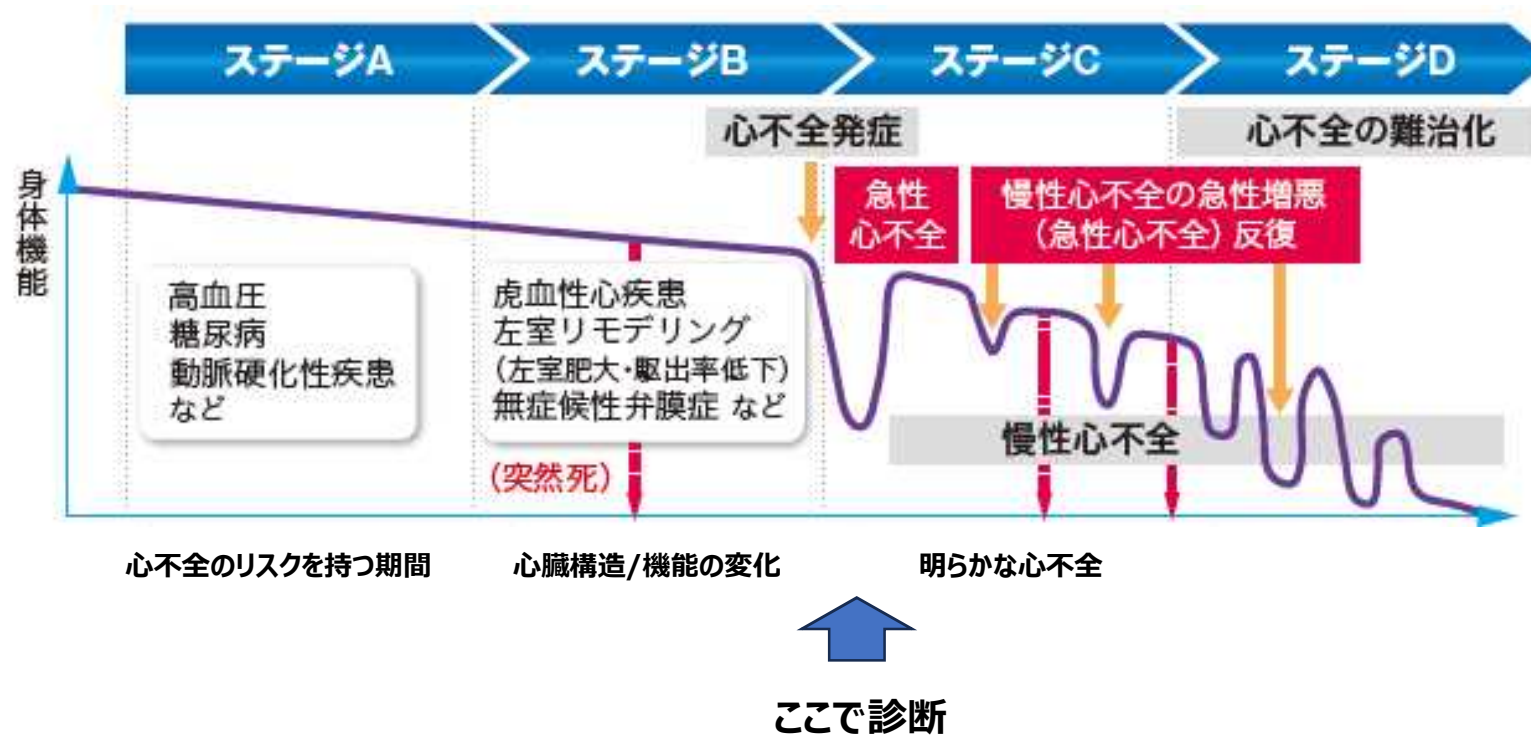 ステージA
ステージB
ステージC
ステージD
心不全発症
心不全の難治化
身体機能
急性
心不全
慢性心不全の急性増悪
(急性心不全) 反復
高血圧
糖尿病
動脈硬化性疾患
など
虎血性心疾患
左室リモデリング
(左室肥大・駆出率低下)
無症候性弁膜症 など
(突然死)
慢性心不全
心不全のリスクを持つ期間
心臓構造/機能の変化
明らかな心不全
ここで診断